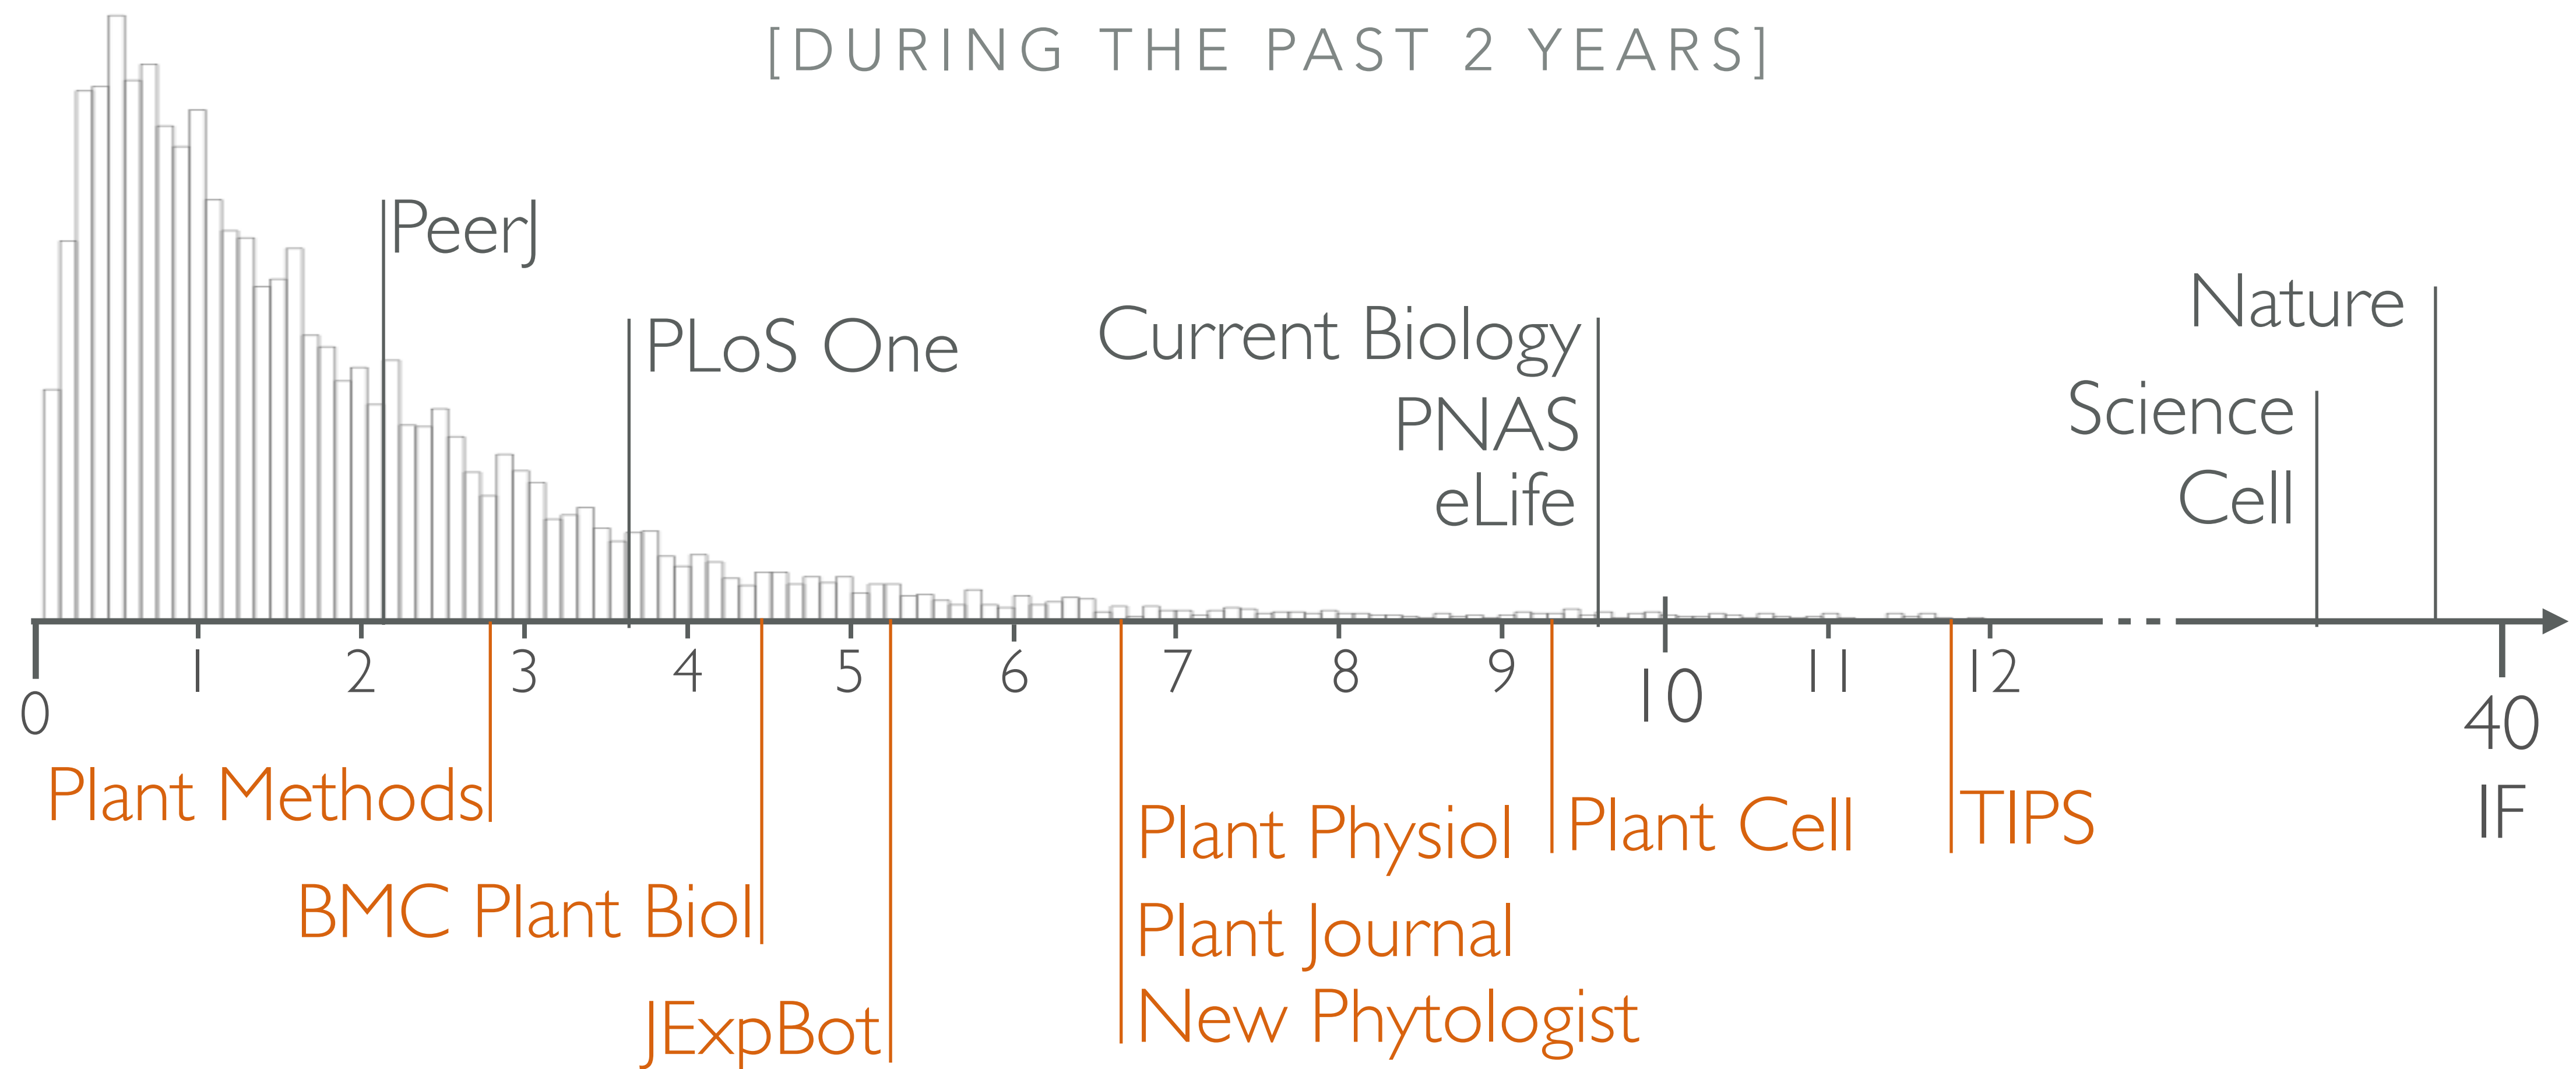 [DURING THE PAST 2 YEARS]
PeerJ
PLoS One
Current Biology
PNAS
eLife
Nature
Science
Cell
0 1 2 3 4 5 6 7 8 9 10 11 12 40
IF
Plant Methods
BMC Plant Biol
JExpBot
Plant Physiol
Plant Journal
New Phytologist
Plant Cell
TIPS